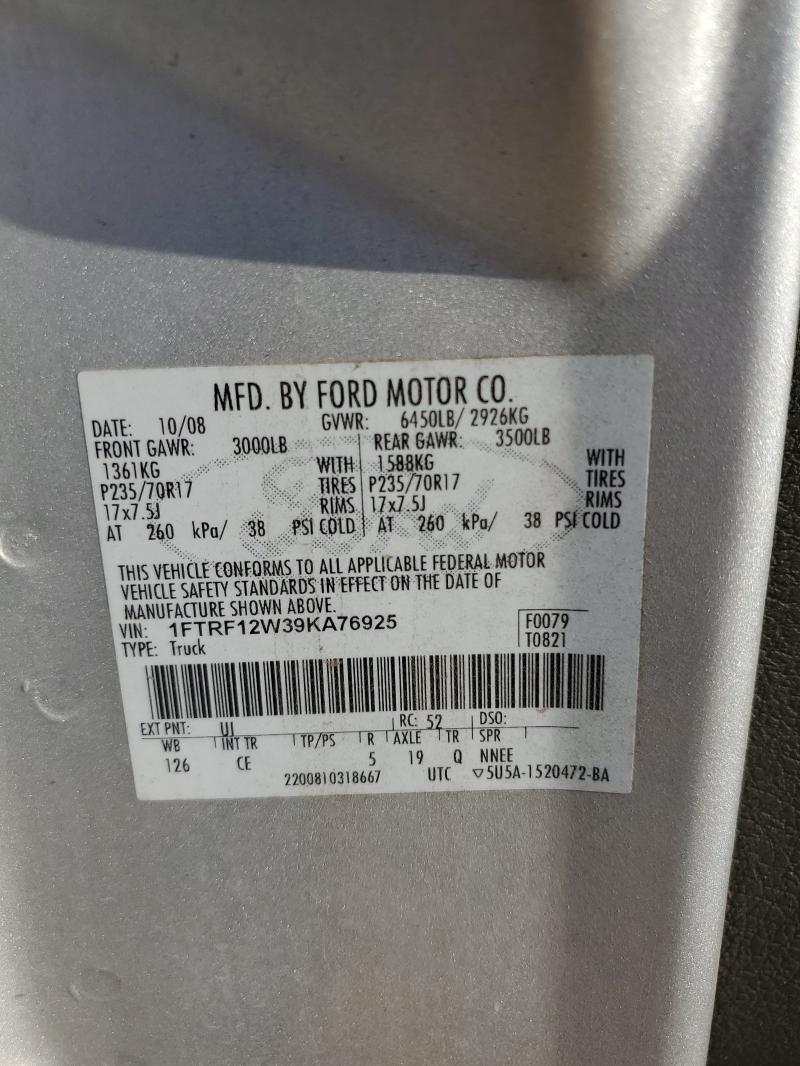 MFD. BY FORD MOTOR CO.
DATE: 10/08 GVWR: 6450LB/ 2926KG
FRONT GAWR: 3000LB REAR GAWR: 3500LB
1361KG WITH 1588KG WITH
P235/70R17 TIRES P235/70R17 TIRES
17x7.5J RIMS 17x7.5J RIMS
AT 260 kPa/ 38 PSI COLD AT 260 kPa/ 38 PSI COLD
THIS VEHICLE CONFORMS TO ALL APPLICABLE FEDERAL MOTOR
VEHICLE SAFETY STANDARDS IN EFFECT ON THE DATE OF
MANUFACTURE SHOWN ABOVE.
VIN: 1FTRF12W39KA76925 F0079
TYPE: Truck T0821
EXT PNT: UI RC: 52 DSO:
WB INT TR TP/PS R AXLE TR SPR
126 CE 5 19 Q NNEE
2200810318667 UTC ▽5U5A-1520472-BA